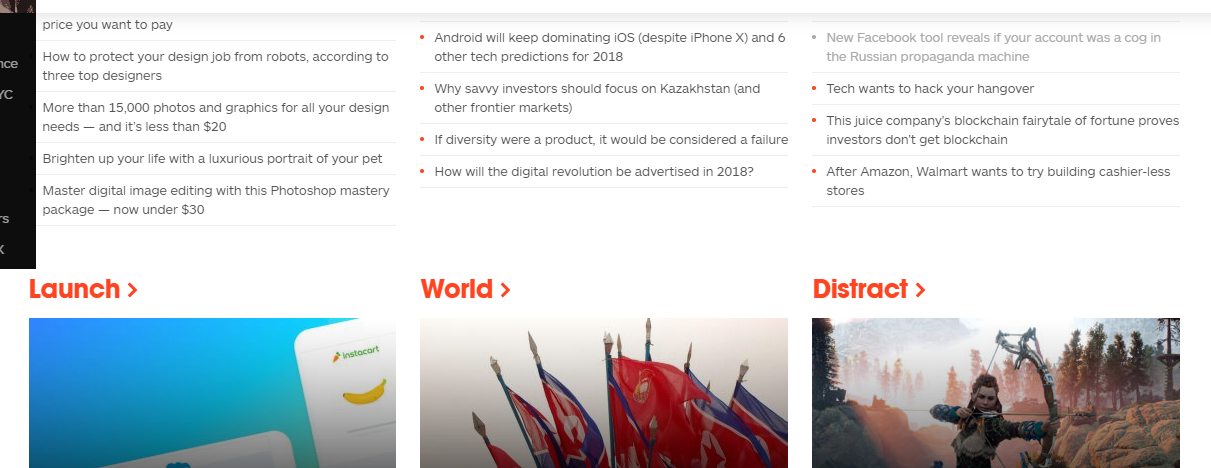 nce
YC
rs
X
price you want to pay
How to protect your design job from robots, according to
three top designers
More than 15,000 photos and graphics for all your design
needs — and it's less than $20
Brighten up your life with a luxurious portrait of your pet
Master digital image editing with this Photoshop mastery
package — now under $30
Android will keep dominating iOS (despite iPhone X) and 6
other tech predictions for 2018
Why savvy investors should focus on Kazakhstan (and
other frontier markets)
If diversity were a product, it would be considered a failure
How will the digital revolution be advertised in 2018?
New Facebook tool reveals if your account was a cog in
the Russian propaganda machine
Tech wants to hack your hangover
This juice company's blockchain fairytale of fortune proves
investors don't get blockchain
After Amazon, Walmart wants to try building cashier-less
stores
Launch
World
Distract
instacart